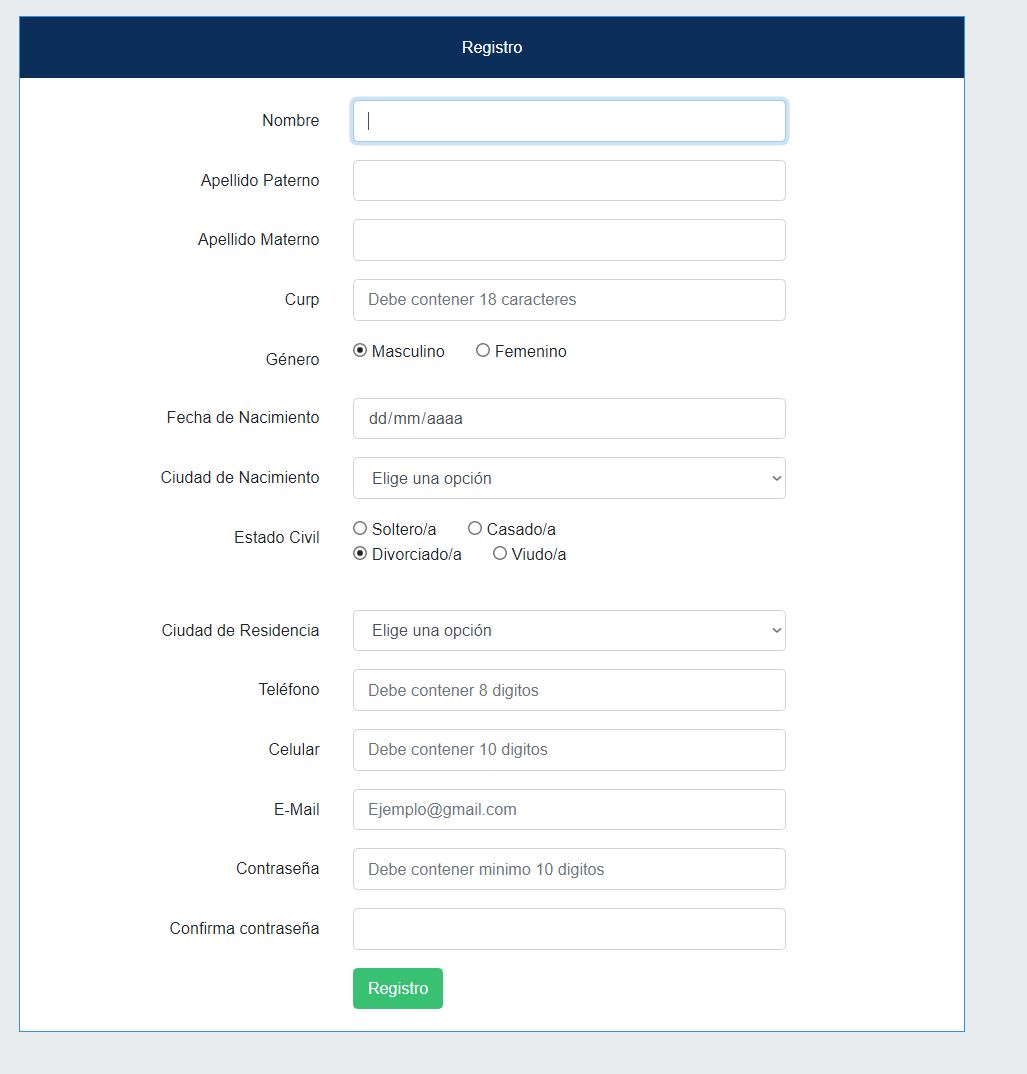 Registro
Nombre
Apellido Paterno
Apellido Materno
Curp Debe contener 18 caracteres
Género Masculino Femenino
Fecha de Nacimiento dd/mm/aaaa
Ciudad de Nacimiento Elige una opción
Estado Civil Soltero/a Casado/a
Divorciado/a Viudo/a
Ciudad de Residencia Elige una opción
Teléfono Debe contener 8 digitos
Celular Debe contener 10 digitos
E-Mail Ejemplo@gmail.com
Contraseña Debe contener minimo 10 digitos
Confirma contraseña
Registro